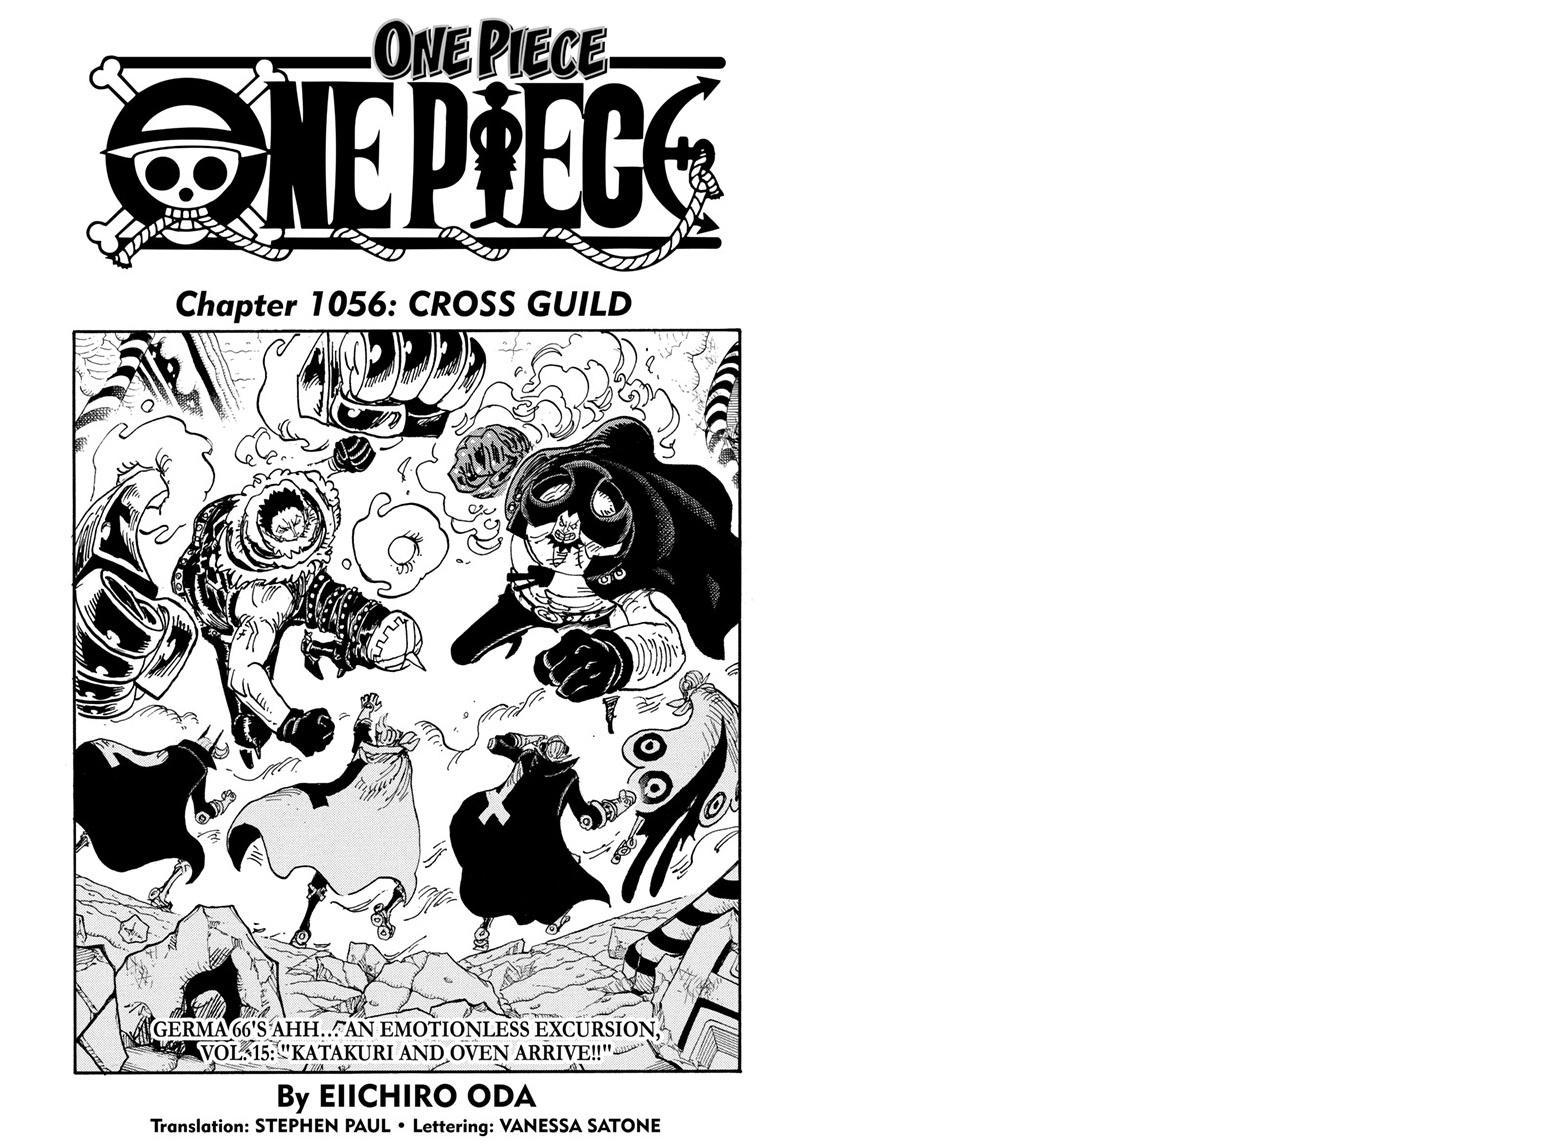 ONE PIECE
ONE PIECE
Chapter 1056: CROSS GUILD
GERMA 66'S AHH... AN EMOTIONLESS EXCURSION,
VOL. 15: "KATAKURI AND OVEN ARRIVE!!"
By EIICHIRO ODA
Translation: STEPHEN PAUL • Lettering: VANESSA SATONE